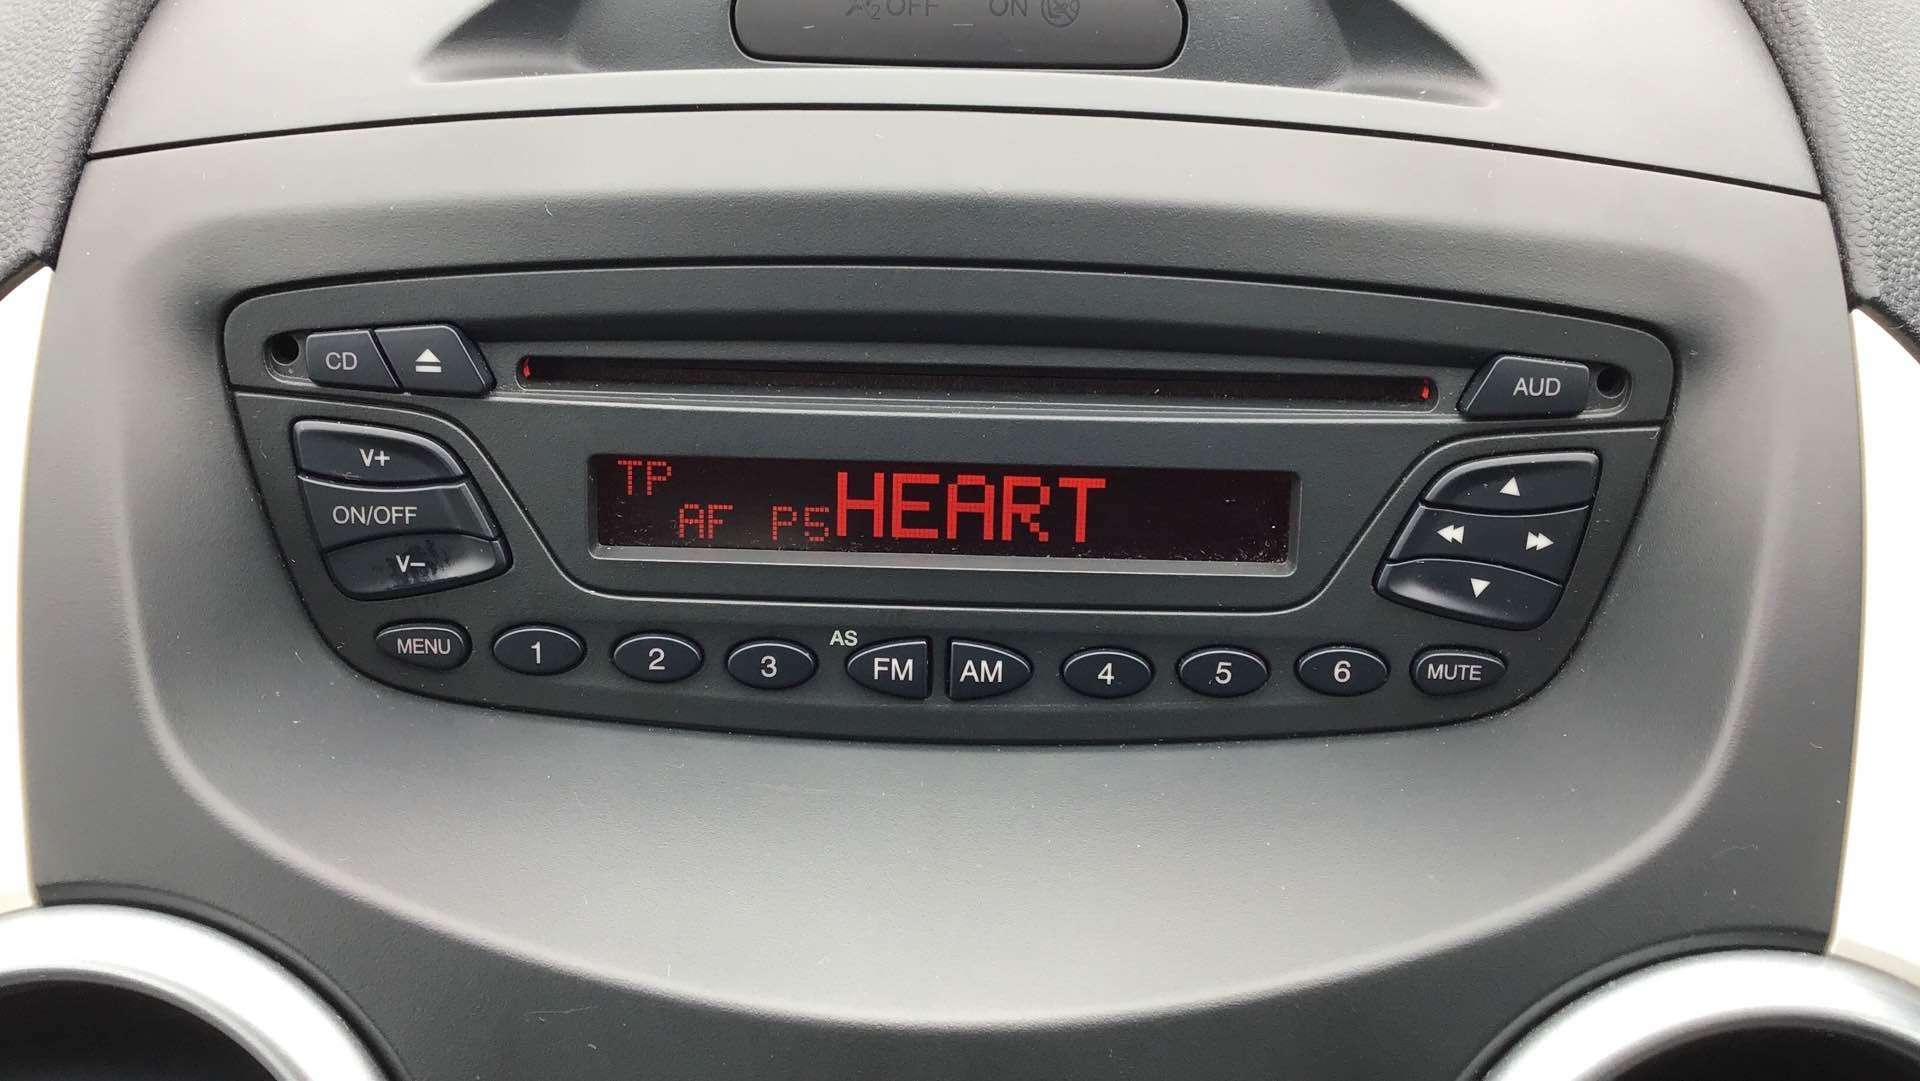 OFF ON
CD
AUD
V+
ON/OFF
V–
TP
AF P5 HEART
MENU 1 2 3 AS FM AM 4 5 6 MUTE